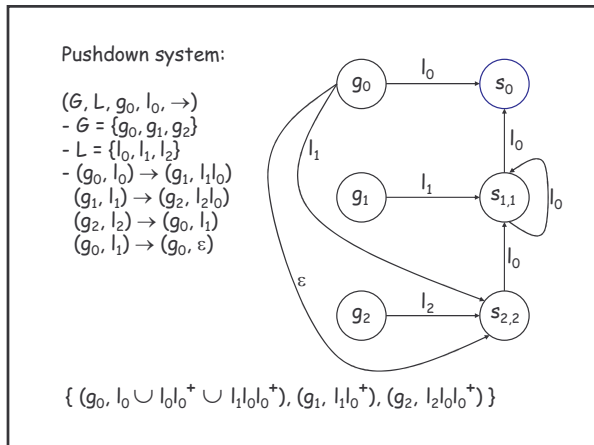 Pushdown system:
(G, L, g₀, l₀, →)
- G = {g₀, g₁, g₂}
- L = {l₀, l₁, l₂}
- (g₀, l₀) → (g₁, l₁l₀)
(g₁, l₁) → (g₂, l₂l₀)
(g₂, l₂) → (g₀, l₁)
(g₀, l₁) → (g₀, ε)
g₀
l₀
s₀
l₁
l₀
g₁
l₁
s₁,₁
l₀
l₀
ε
g₂
l₂
s₂,₂
{ (g₀, l₀ ∪ l₀l₀⁺ ∪ l₁l₀l₀⁺), (g₁, l₁l₀⁺), (g₂, l₂l₀l₀⁺) }